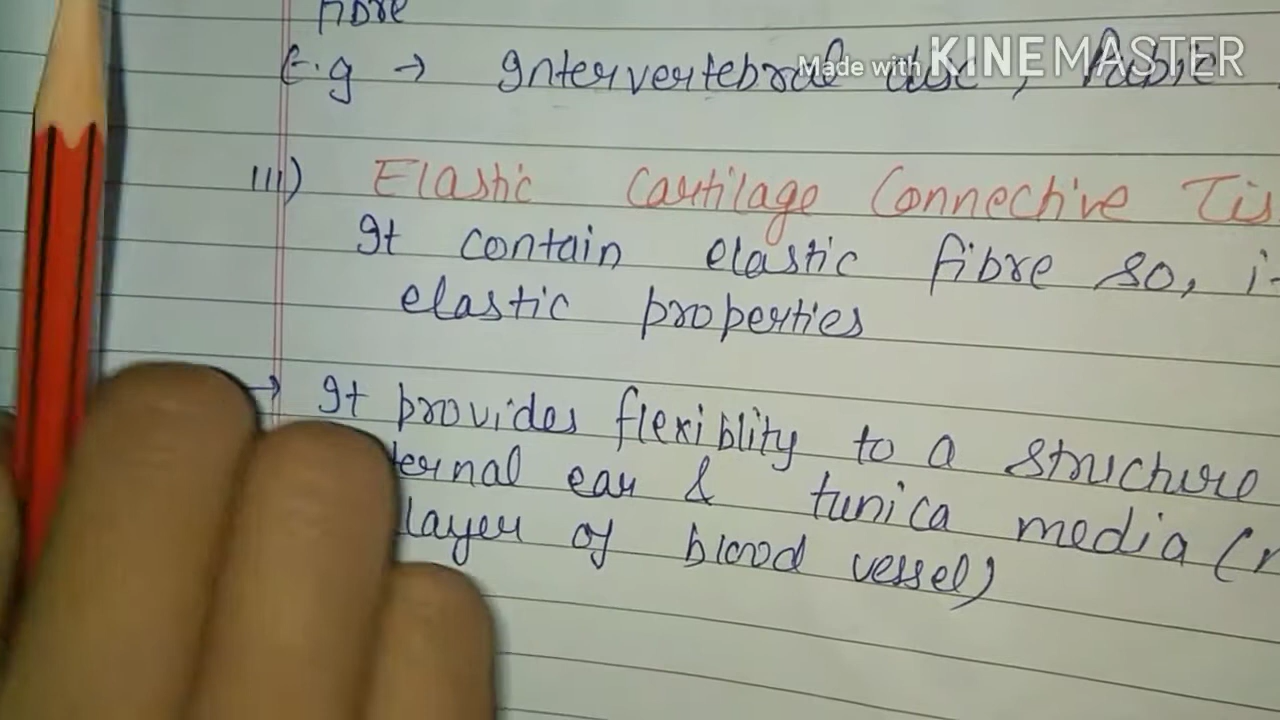 fibre
E.g → Intervertebral disc, Pubic
Made with KINEMASTER
III) Elastic Cartilage Connective Tis
It contain elastic fibre so, i
elastic properties
→ It provides flexiblity to a structure
ternal ear & tunica media (
layer of blood vessel)